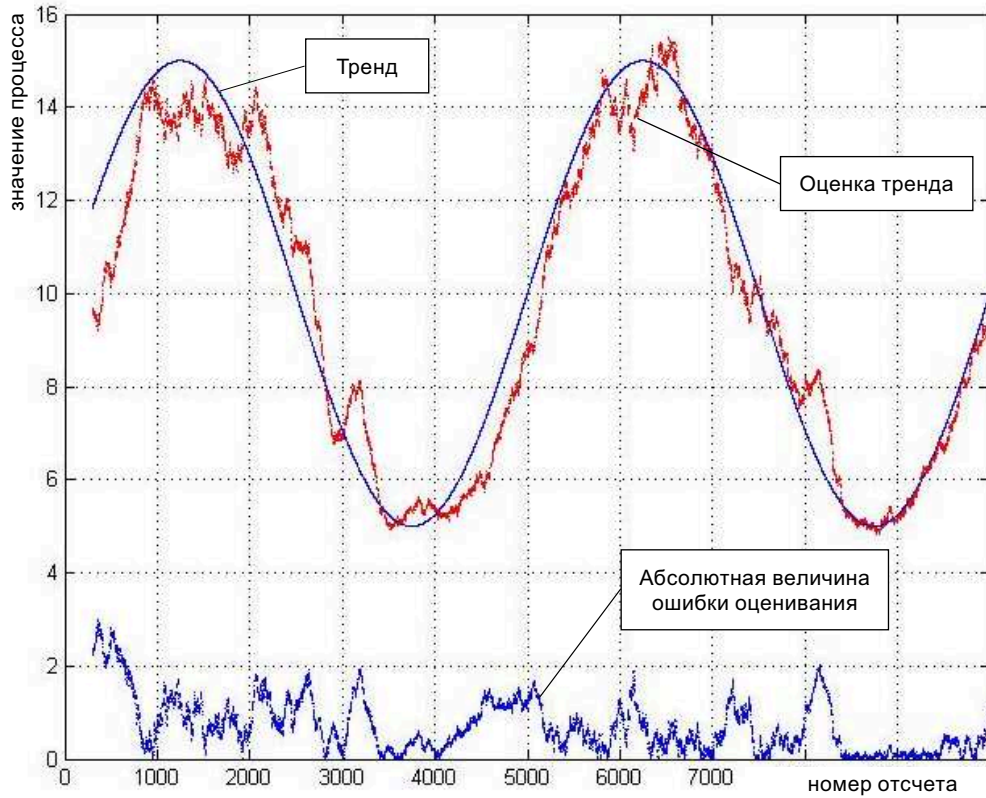 16
14
12
10
8
6
4
2
0
значение процесса
Тренд
Оценка тренда
Абсолютная величина
ошибки оценивания
0
1000
2000
3000
4000
5000
6000
7000
номер отсчета